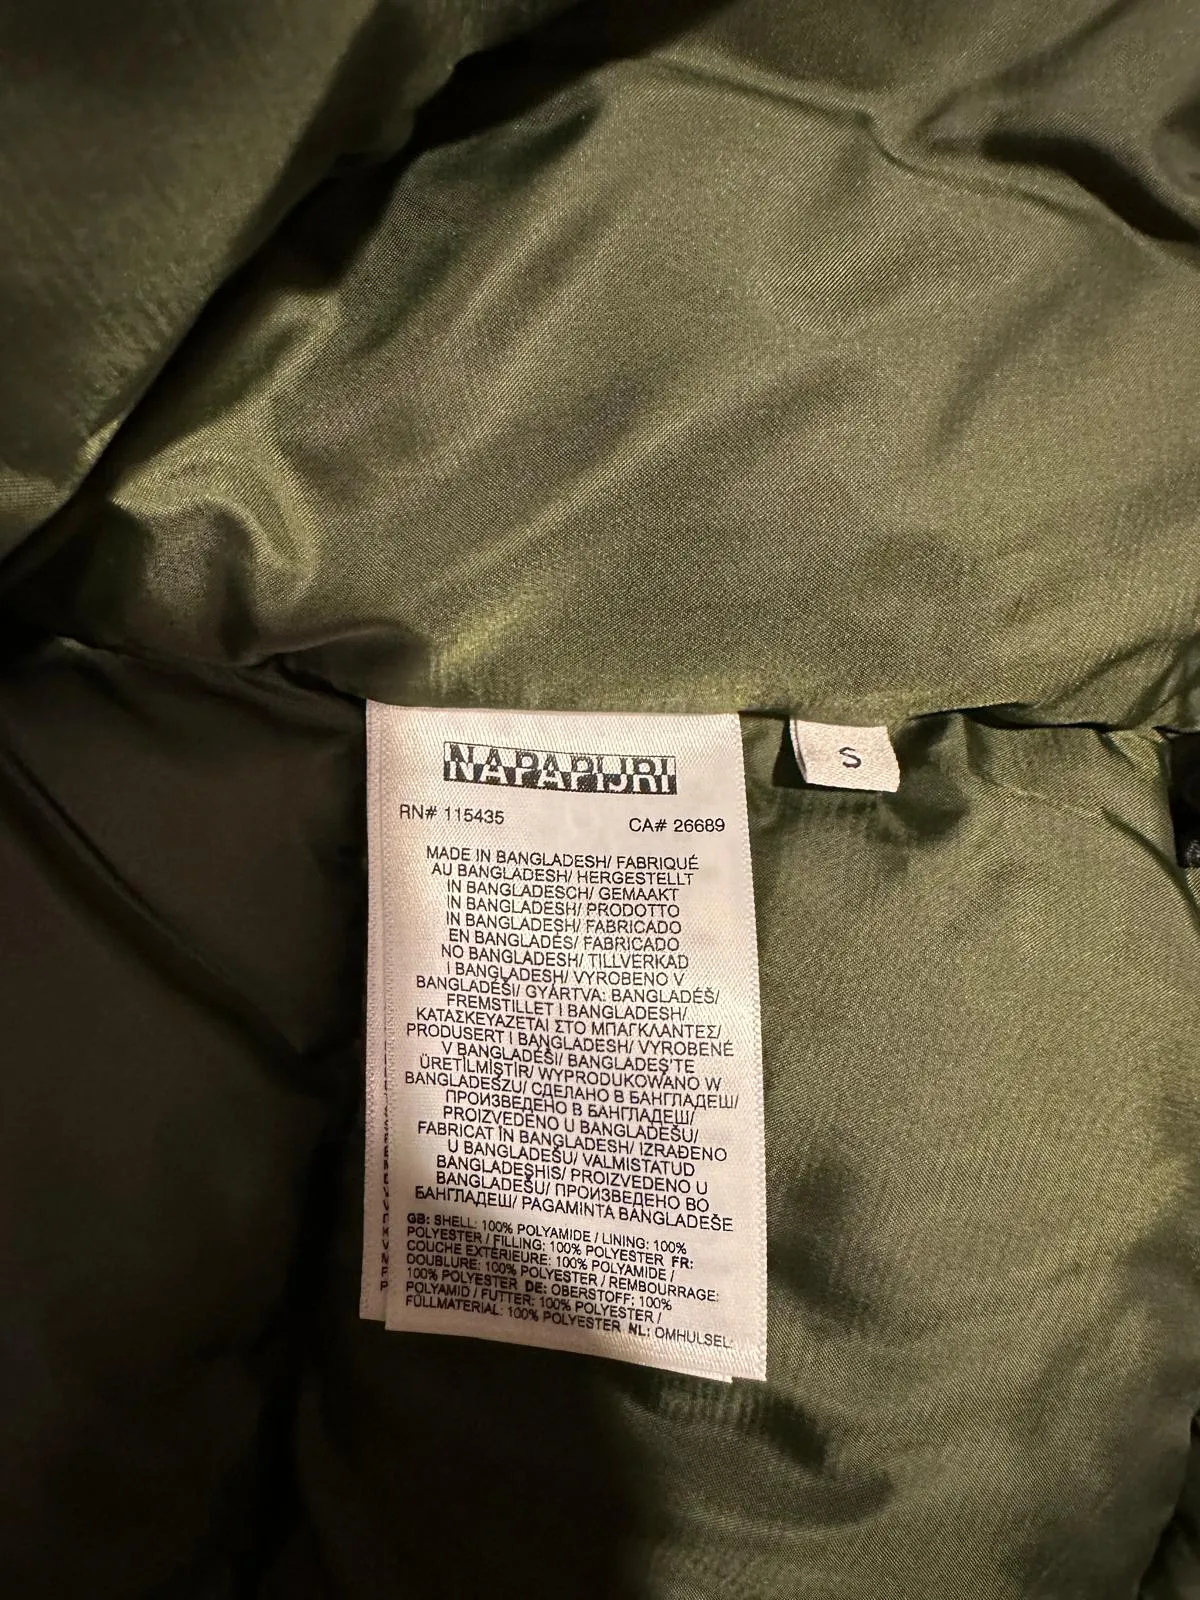 NAPAPIJRI
S
RN# 115435
CA# 26689
MADE IN BANGLADESH/ FABRIQUÉ
AU BANGLADESH/ HERGESTELLT
IN BANGLADESCH/ GEMAAKT
IN BANGLADESH/ PRODOTTO
IN BANGLADESH/ FABRICADO
EN BANGLADÉS/ FABRICADO
NO BANGLADESH/ TILLVERKAD
I BANGLADESH/ VYROBENO V
BANGLADÉŠI/ GYÁRTVA: BANGLADÉŠ/
FREMSTILLET I BANGLADESH/
ΚΑΤΑΣΚΕΥΑΖΕΤΑΙ ΣΤΟ ΜΠΑΓΚΛΑΝΤΕΣ/
PRODUSERT I BANGLADESH/ VYROBENÉ
V BANGLADÉŠI/ BANGLADEŞ'TE
ÜRETİLMİŞTİR/ WYPRODUKOWANO W
BANGLADESZU/ СДЕЛАНО В БАНГЛАДЕШ/
ПРОИЗВЕДЕНО В БАНГЛАДЕШ/
PROIZVEDENO U BANGLADEŠU/
FABRICAT ÎN BANGLADESH/ IZRAĐENO
U BANGLADEŠU/ VALMISTATUD
BANGLADESHIS/ PROIZVEDENO U
BANGLADEŠU/ ПРОИЗВЕДЕНО ВО
БАНГЛАДЕШ/ PAGAMINTA BANGLADEŠE
GB: SHELL: 100% POLYAMIDE / LINING: 100%
POLYESTER / FILLING: 100% POLYESTER FR:
COUCHE EXTÉRIEURE: 100% POLYAMIDE /
DOUBLURE: 100% POLYESTER / REMBOURRAGE:
100% POLYESTER DE: OBERSTOFF: 100%
POLYAMID / FUTTER: 100% POLYESTER /
FÜLLMATERIAL: 100% POLYESTER NL: OMHULSEL: